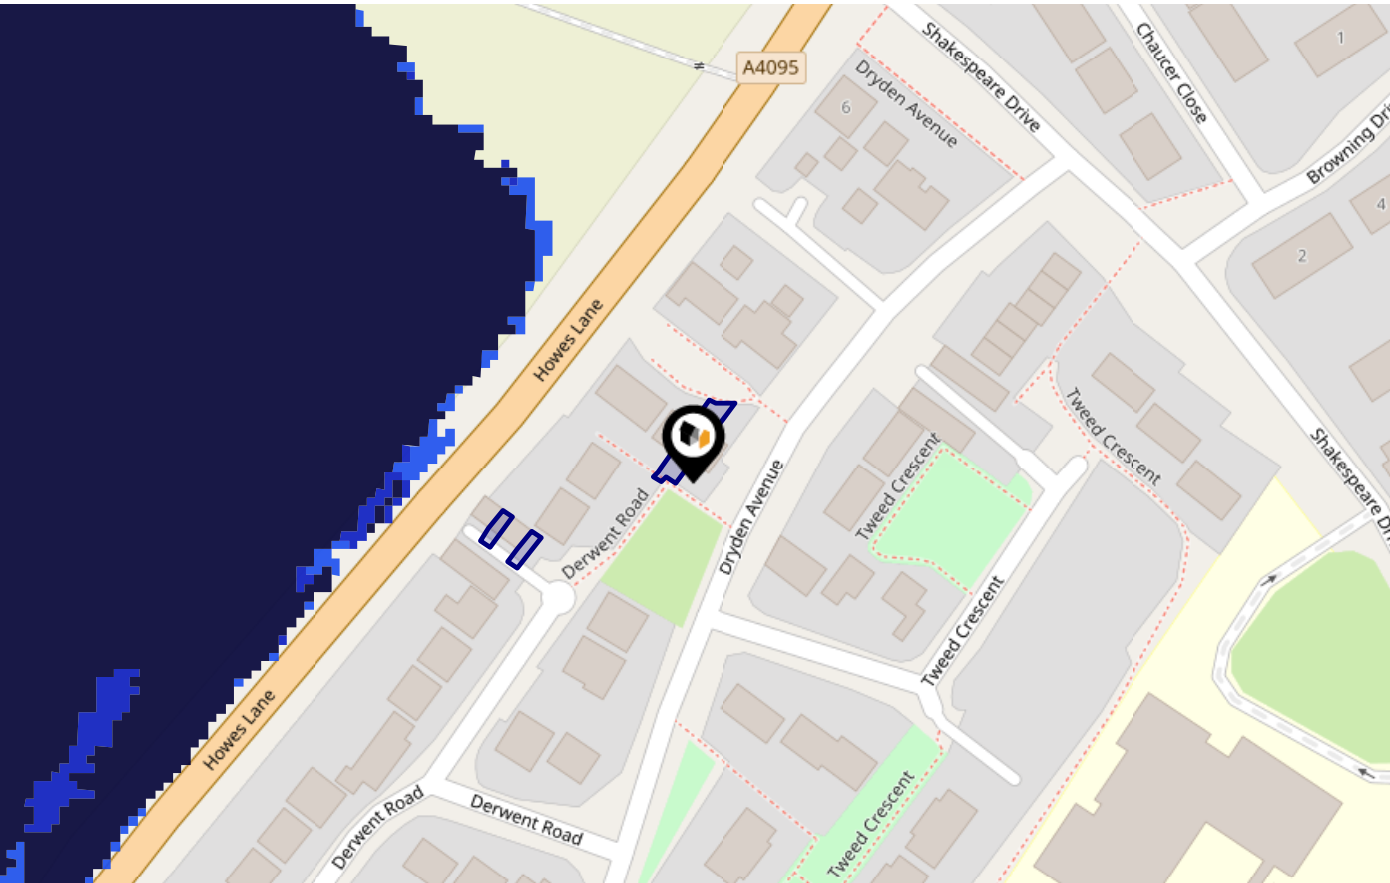 Shakespeare Drive
Chaucer Close
1
A4095
Dryden Avenue
6
Browning Dri
4
2
Howes Lane
Tweed Crescent
Tweed Crescent
Shakespeare Dri
Dryden Avenue
Derwent Road
Tweed Crescent
Howes Lane
Derwent Road
Derwent Road
Tweed Crescent